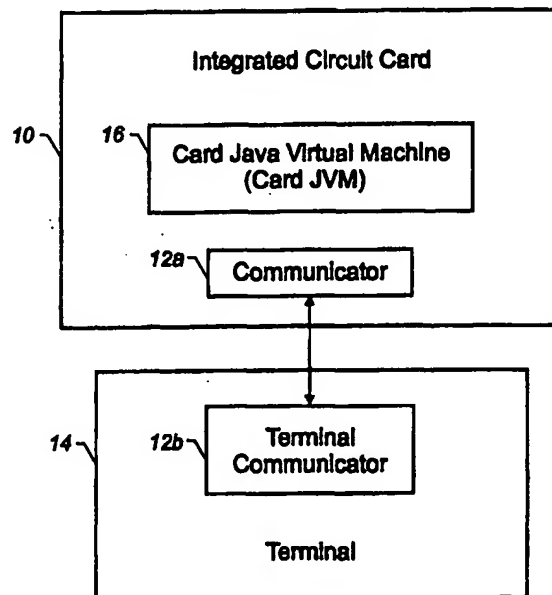 Integrated Circuit Card
10
16
Card Java Virtual Machine
(Card JVM)
12a
Communicator
14
12b
Terminal
Communicator
Terminal